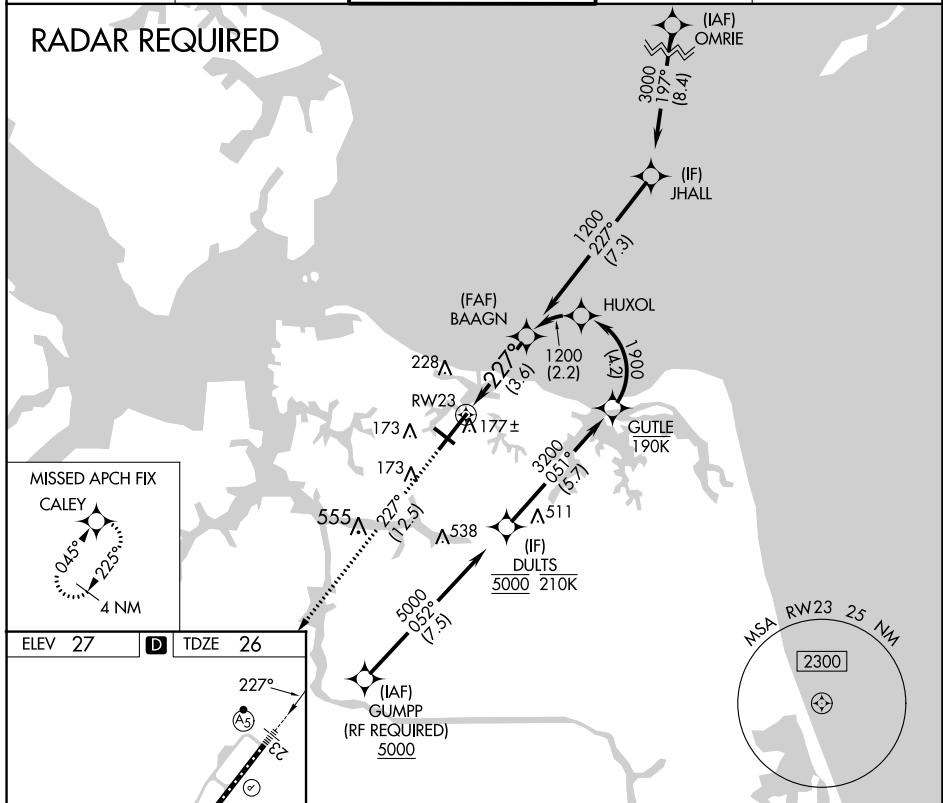 RADAR REQUIRED
(IAF)
OMRIE
3000
197°
(8.4)
(IF)
JHALL
1200
227°
(7.3)
(FAF)
BAAGN
HUXOL
1200
(2.2)
1900
(4.2)
227°
(3.6)
228
RW23
177±
173
173
GUTLE
190K
3200
051°
(5.7)
MISSED APCH FIX
CALEY
045°
225°
4 NM
555
227°
(12.5)
538
511
(IF)
DULTS
5000 210K
5000
052°
(7.5)
(IAF)
GUMPP
(RF REQUIRED)
5000
MSA RW23 25 NM
2300
ELEV 27 D TDZE 26
227°
A5
23
P